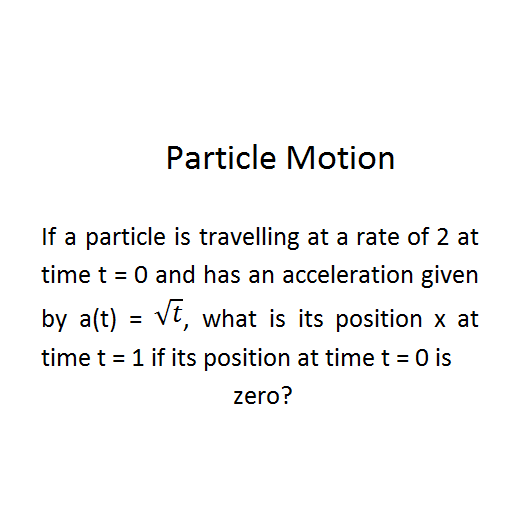 Particle Motion
If a particle is travelling at a rate of 2 at
time t = 0 and has an acceleration given
by a(t) = √t, what is its position x at
time t = 1 if its position at time t = 0 is
zero?